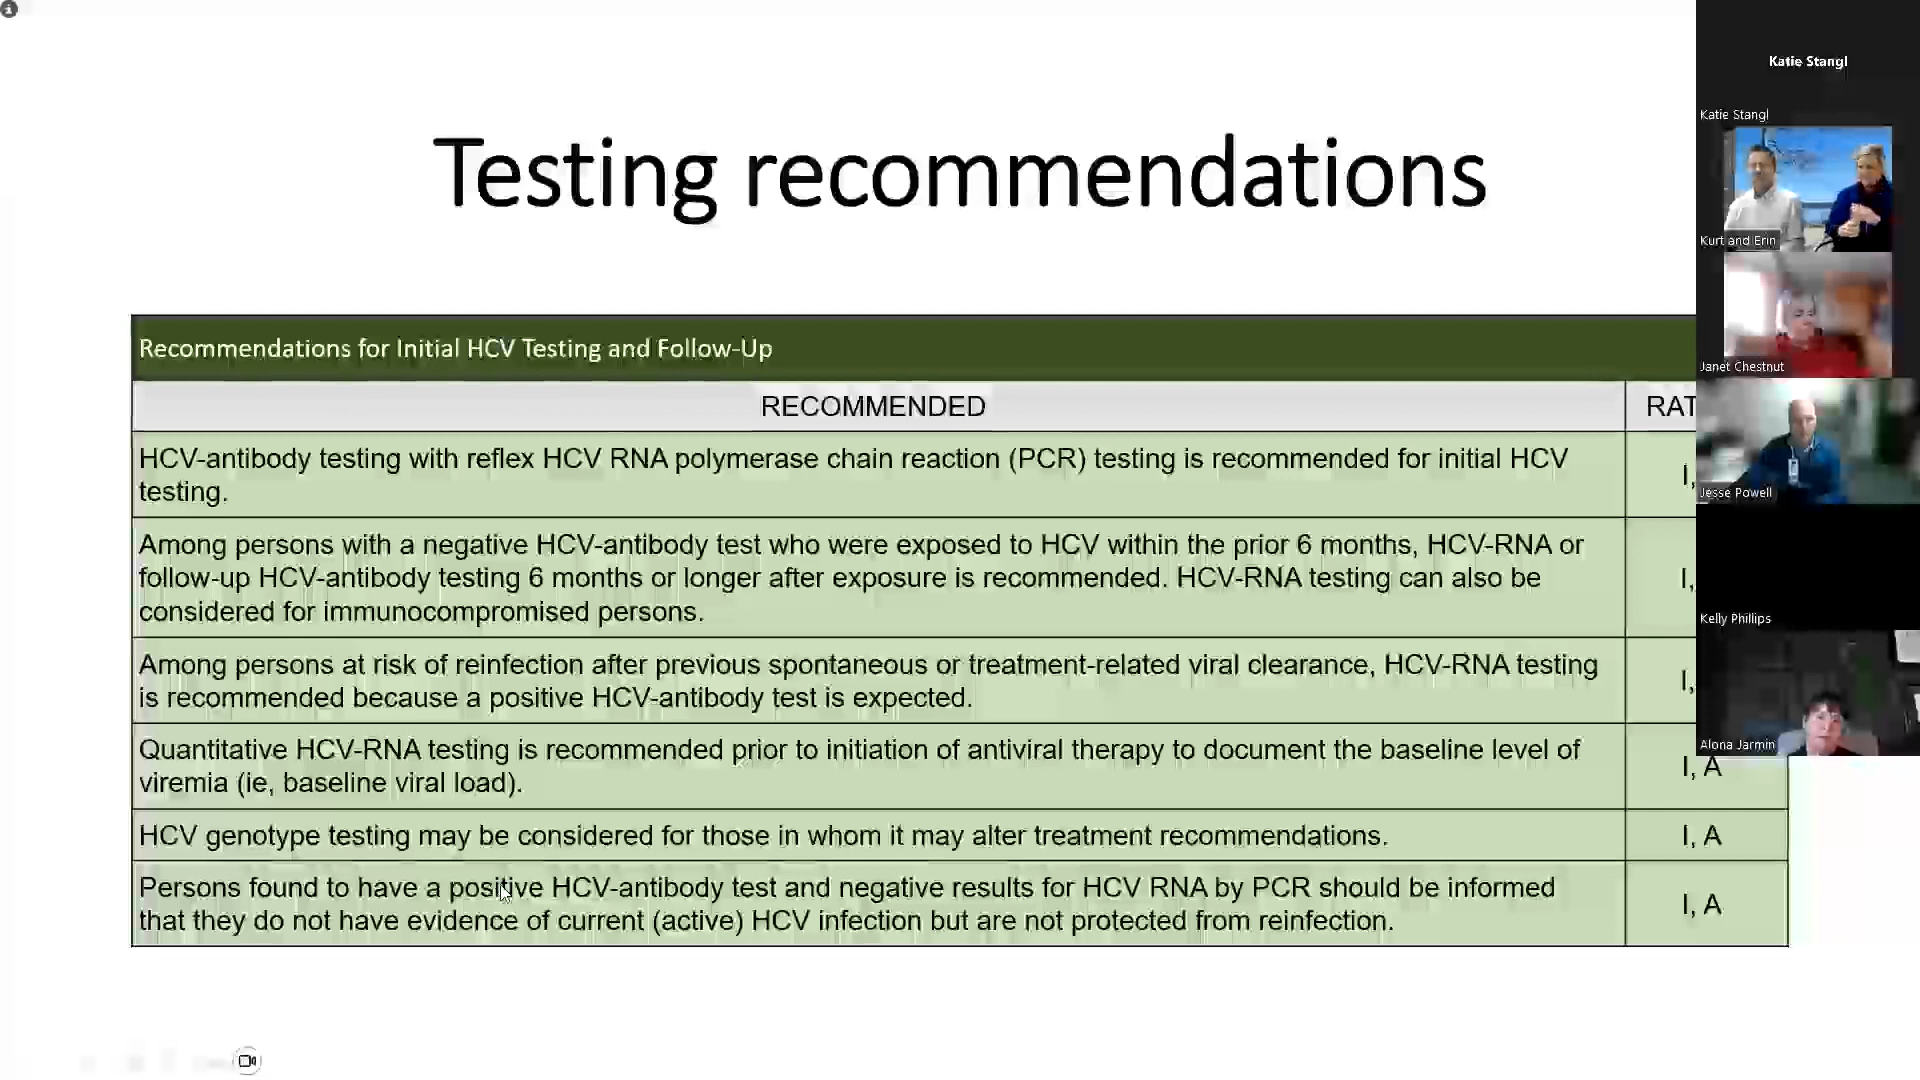 Testing recommendations
Recommendations for Initial HCV Testing and Follow-Up
RECOMMENDED
RAT
HCV-antibody testing with reflex HCV RNA polymerase chain reaction (PCR) testing is recommended for initial HCV
testing.
I,
Among persons with a negative HCV-antibody test who were exposed to HCV within the prior 6 months, HCV-RNA or
follow-up HCV-antibody testing 6 months or longer after exposure is recommended. HCV-RNA testing can also be
considered for immunocompromised persons.
I,
Among persons at risk of reinfection after previous spontaneous or treatment-related viral clearance, HCV-RNA testing
is recommended because a positive HCV-antibody test is expected.
I,
Quantitative HCV-RNA testing is recommended prior to initiation of antiviral therapy to document the baseline level of
viremia (ie, baseline viral load).
I, A
HCV genotype testing may be considered for those in whom it may alter treatment recommendations.
I, A
Persons found to have a positive HCV-antibody test and negative results for HCV RNA by PCR should be informed
that they do not have evidence of current (active) HCV infection but are not protected from reinfection.
I, A
Katie Stangl
Katie Stangl
Kurt and Erin
Janet Chestnut
Jesse Powell
Kelly Phillips
Alona Jarmin